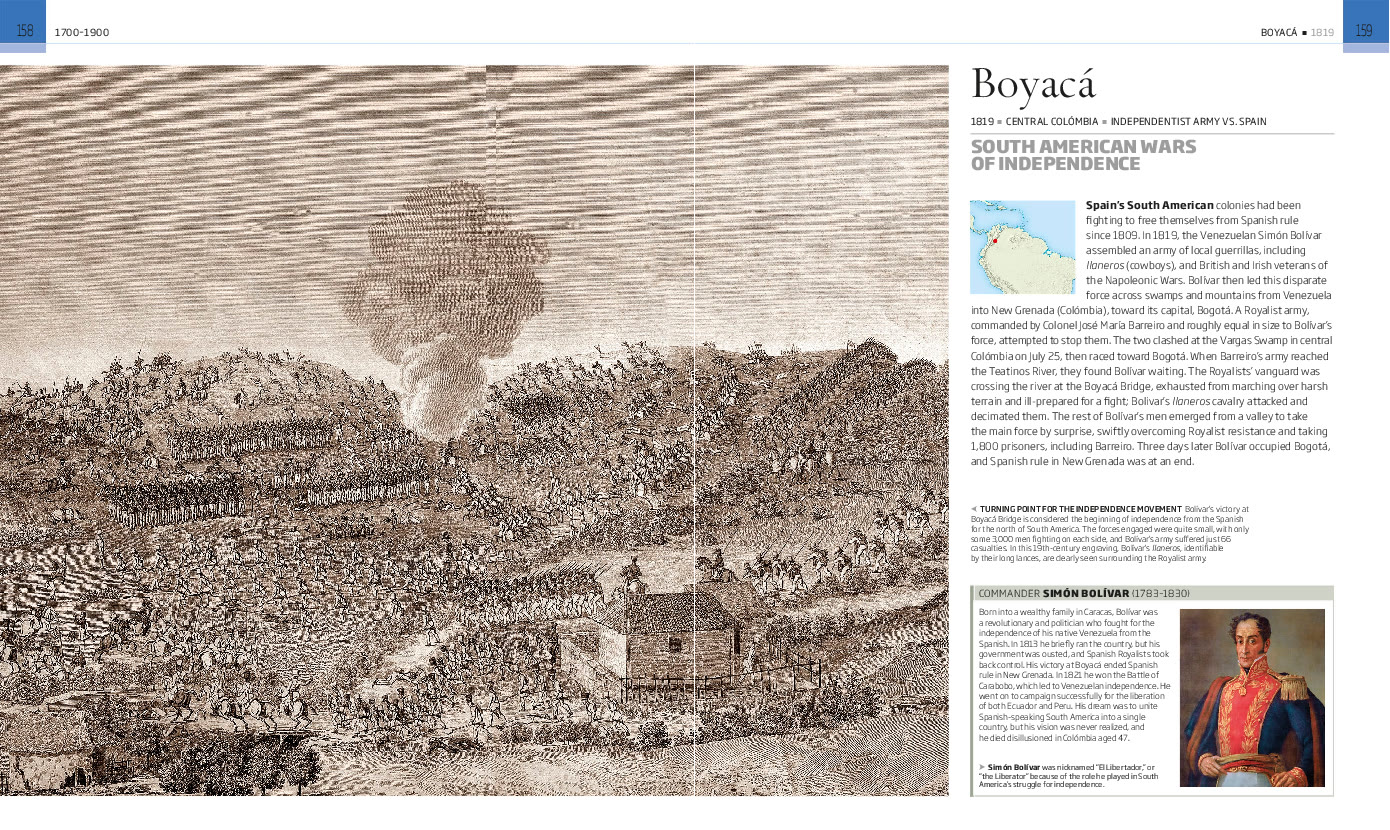 158
1700–1900
BOYACÁ ■ 1819
159
Boyacá
1819 ■ CENTRAL COLÓMBIA ■ INDEPENDENTIST ARMY VS. SPAIN
SOUTH AMERICAN WARS
OF INDEPENDENCE
Spain's South American colonies had been
fighting to free themselves from Spanish rule
since 1809. In 1819, the Venezuelan Simón Bolívar
assembled an army of local guerrillas, including
llaneros (cowboys), and British and Irish veterans of
the Napoleonic Wars. Bolívar then led this disparate
force across swamps and mountains from Venezuela
into New Grenada (Colómbia), toward its capital, Bogotá. A Royalist army,
commanded by Colonel José María Barreiro and roughly equal in size to Bolívar's
force, attempted to stop them. The two clashed at the Vargas Swamp in central
Colómbia on July 25, then raced toward Bogotá. When Barreiro's army reached
the Teatinos River, they found Bolívar waiting. The Royalists' vanguard was
crossing the river at the Boyacá Bridge, exhausted from marching over harsh
terrain and ill-prepared for a fight; Bolivar's llaneros cavalry attacked and
decimated them. The rest of Bolívar's men emerged from a valley to take
the main force by surprise, swiftly overcoming Royalist resistance and taking
1,800 prisoners, including Barreiro. Three days later Bolívar occupied Bogotá,
and Spanish rule in New Grenada was at an end.
◄ TURNING POINT FOR THE INDEPENDENCE MOVEMENT Bolívar's victory at
Boyacá Bridge is considered the beginning of independence from the Spanish
for the north of South America. The forces engaged were quite small, with only
some 3,000 men fighting on each side, and Bolívar's army suffered just 66
casualties. In this 19th-century engraving, Bolívar's llaneros, identifiable
by their long lances, are clearly seen surrounding the Royalist army.
COMMANDER SIMÓN BOLÍVAR (1783–1830)
Born into a wealthy family in Caracas, Bolívar was
a revolutionary and politician who fought for the
independence of his native Venezuela from the
Spanish. In 1813 he briefly ran the country, but his
government was ousted, and Spanish Royalists took
back control. His victory at Boyacá ended Spanish
rule in New Grenada. In 1821 he won the Battle of
Carabobo, which led to Venezuelan independence. He
went on to campaign successfully for the liberation
of both Ecuador and Peru. His dream was to unite
Spanish-speaking South America into a single
country, but his vision was never realized, and
he died disillusioned in Colómbia aged 47.
► Simón Bolívar was nicknamed "El Libertador," or
"the Liberator" because of the role he played in South
America's struggle for independence.